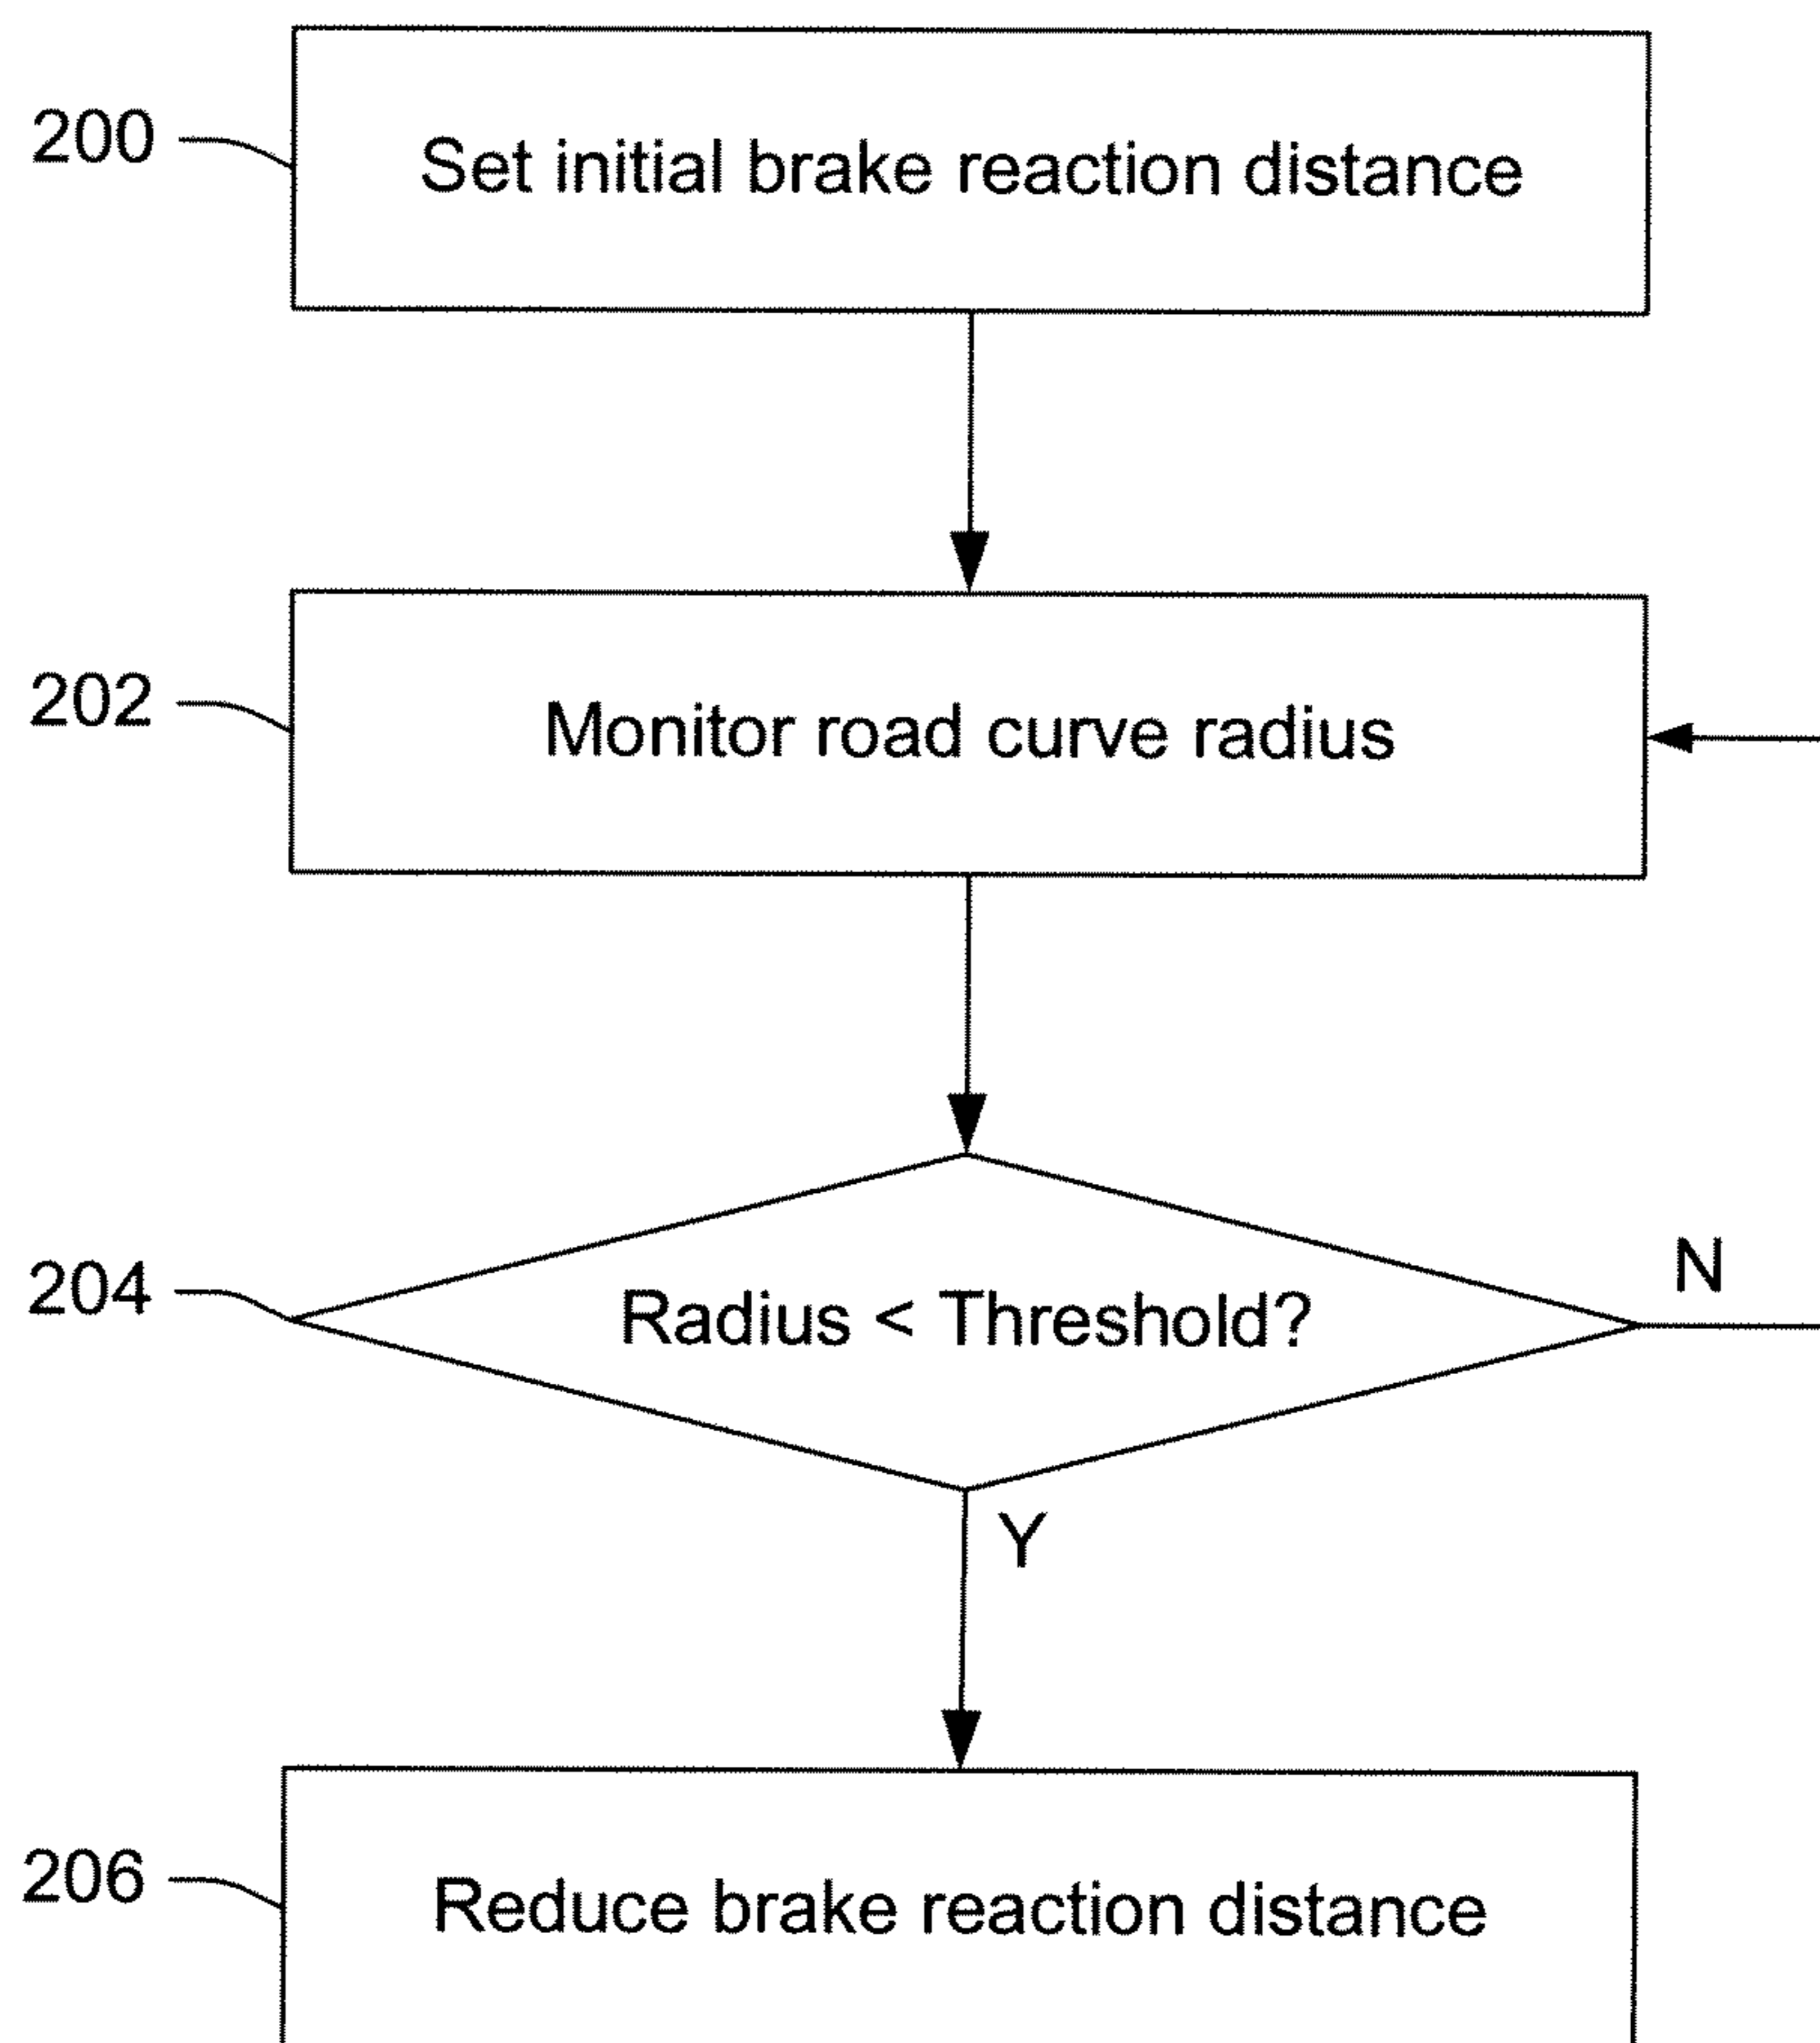 200
Set initial brake reaction distance
202
Monitor road curve radius
204
Radius < Threshold?
N
Y
206
Reduce brake reaction distance